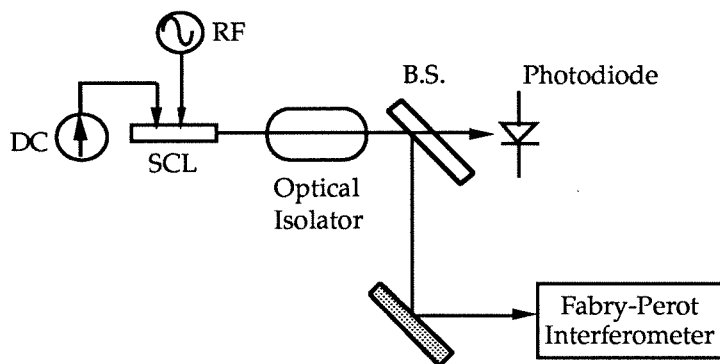 RF
B.S.
Photodiode
DC
SCL
Optical
Isolator
Fabry-Perot
Interferometer